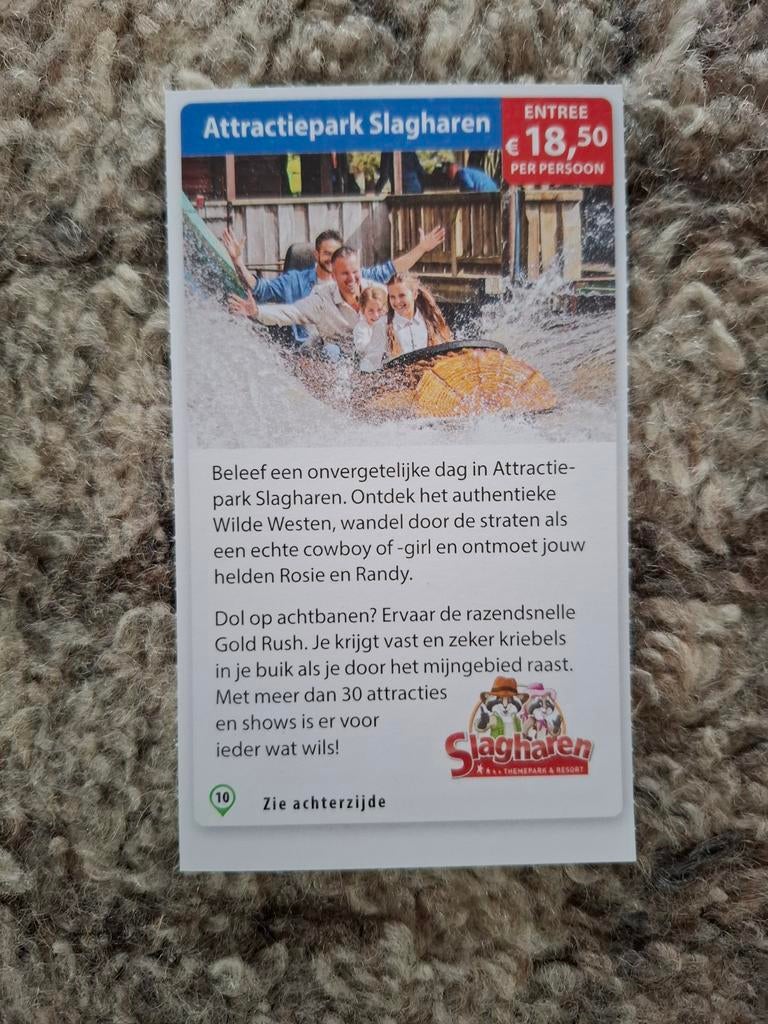 Attractiepark Slagharen
ENTREE
€ 18,50
PER PERSOON
Beleef een onvergetelijke dag in Attractie-
park Slagharen. Ontdek het authentieke
Wilde Westen, wandel door de straten als
een echte cowboy of -girl en ontmoet jouw
helden Rosie en Randy.
Dol op achtbanen? Ervaar de razendsnelle
Gold Rush. Je krijgt vast en zeker kriebels
in je buik als je door het mijngebied raast.
Met meer dan 30 attracties
en shows is er voor
ieder wat wils!
Slagharen
THEMEPARK & RESORT
10
Zie achterzijde